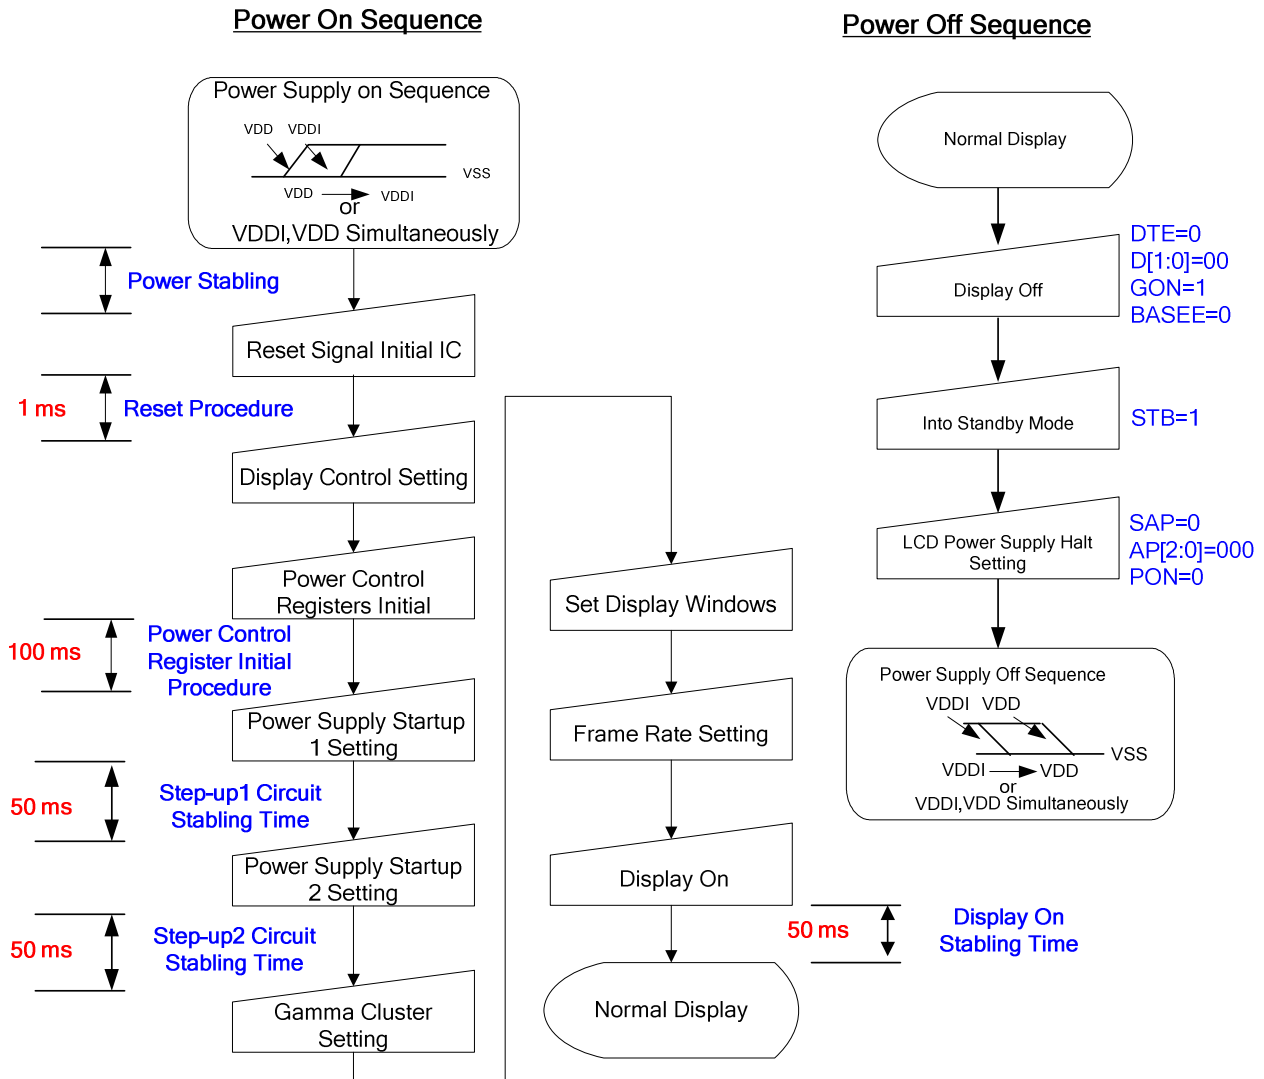 Power On Sequence
Power Supply on Sequence
VDD VDDI
VSS
VDD VDDI
or
VDDI,VDD Simultaneously
Power Stabling
Reset Signal Initial IC
1 ms
Reset Procedure
Display Control Setting
Power Control
Registers Initial
100 ms
Power Control
Register Initial
Procedure
Power Supply Startup
1 Setting
50 ms
Step-up1 Circuit
Stabling Time
Power Supply Startup
2 Setting
50 ms
Step-up2 Circuit
Stabling Time
Gamma Cluster
Setting
Set Display Windows
Frame Rate Setting
Display On
50 ms
Display On
Stabling Time
Normal Display
Power Off Sequence
Normal Display
Display Off
DTE=0
D[1:0]=00
GON=1
BASEE=0
Into Standby Mode
STB=1
LCD Power Supply Halt
Setting
SAP=0
AP[2:0]=000
PON=0
Power Supply Off Sequence
VDDI VDD
VSS
VDDI VDD
or
VDDI,VDD Simultaneously